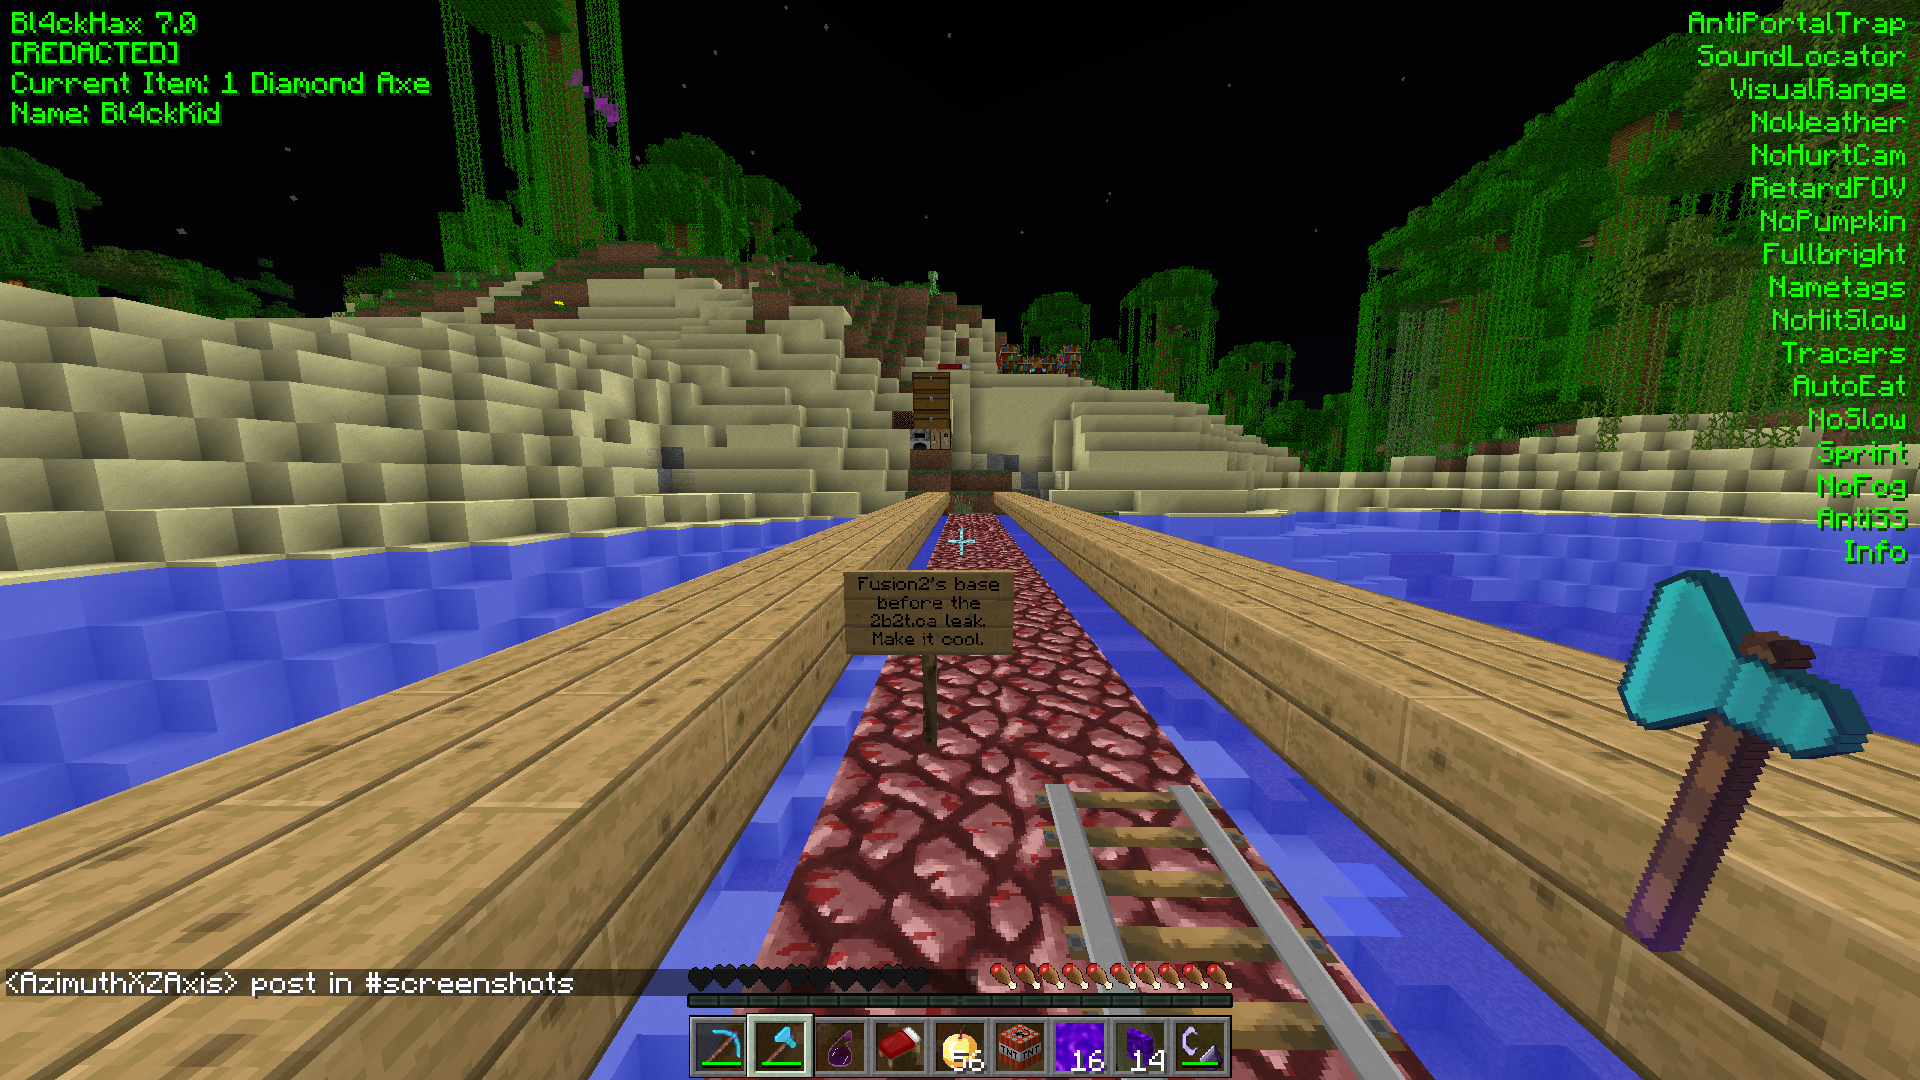 Bl4ckHax 7.0
[REDACTED]
Current Item: 1 Diamond Axe
Name: Bl4ckKid
AntiPortalTrap
SoundLocator
VisualRange
NoWeather
NoHurtCam
RetardFOV
NoPumpkin
Fullbright
Nametags
NoHitSlow
Tracers
AutoEat
NoSlow
Sprint
NoFog
AntiSS
Info
Fusion2's base
before the
2b2t.ca leak.
Make it cool.
<AzimuthXZAxis> post in #screenshots
TNT TNT
56
16
14